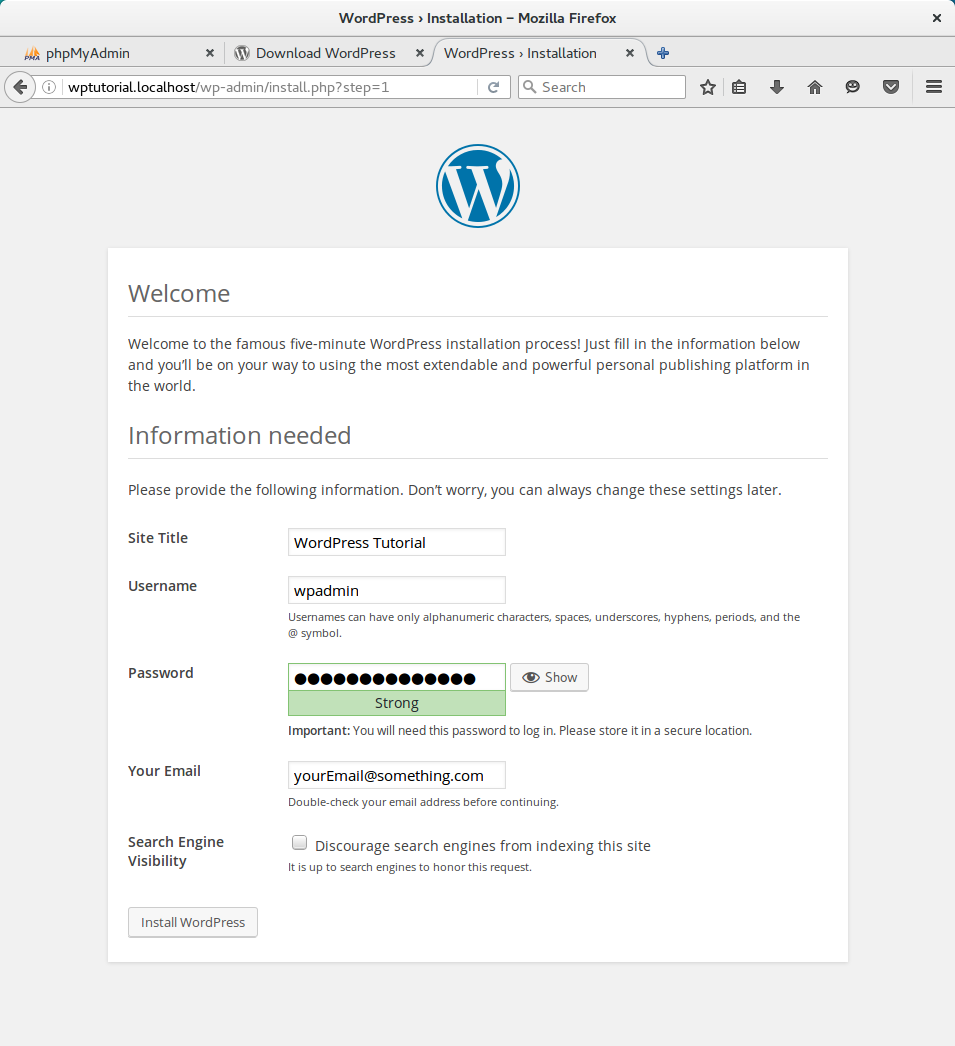 WordPress › Installation – Mozilla Firefox
phpMyAdmin
Download WordPress
WordPress › Installation
wptutorial.localhost/wp-admin/install.php?step=1
Search
Welcome
Welcome to the famous five-minute WordPress installation process! Just fill in the information below
and you’ll be on your way to using the most extendable and powerful personal publishing platform in
the world.
Information needed
Please provide the following information. Don’t worry, you can always change these settings later.
Site Title
WordPress Tutorial
Username
wpadmin
Usernames can have only alphanumeric characters, spaces, underscores, hyphens, periods, and the
@ symbol.
Password
●●●●●●●●●●●●●●
Show
Strong
Important: You will need this password to log in. Please store it in a secure location.
Your Email
yourEmail@something.com
Double-check your email address before continuing.
Search Engine
Visibility
Discourage search engines from indexing this site
It is up to search engines to honor this request.
Install WordPress